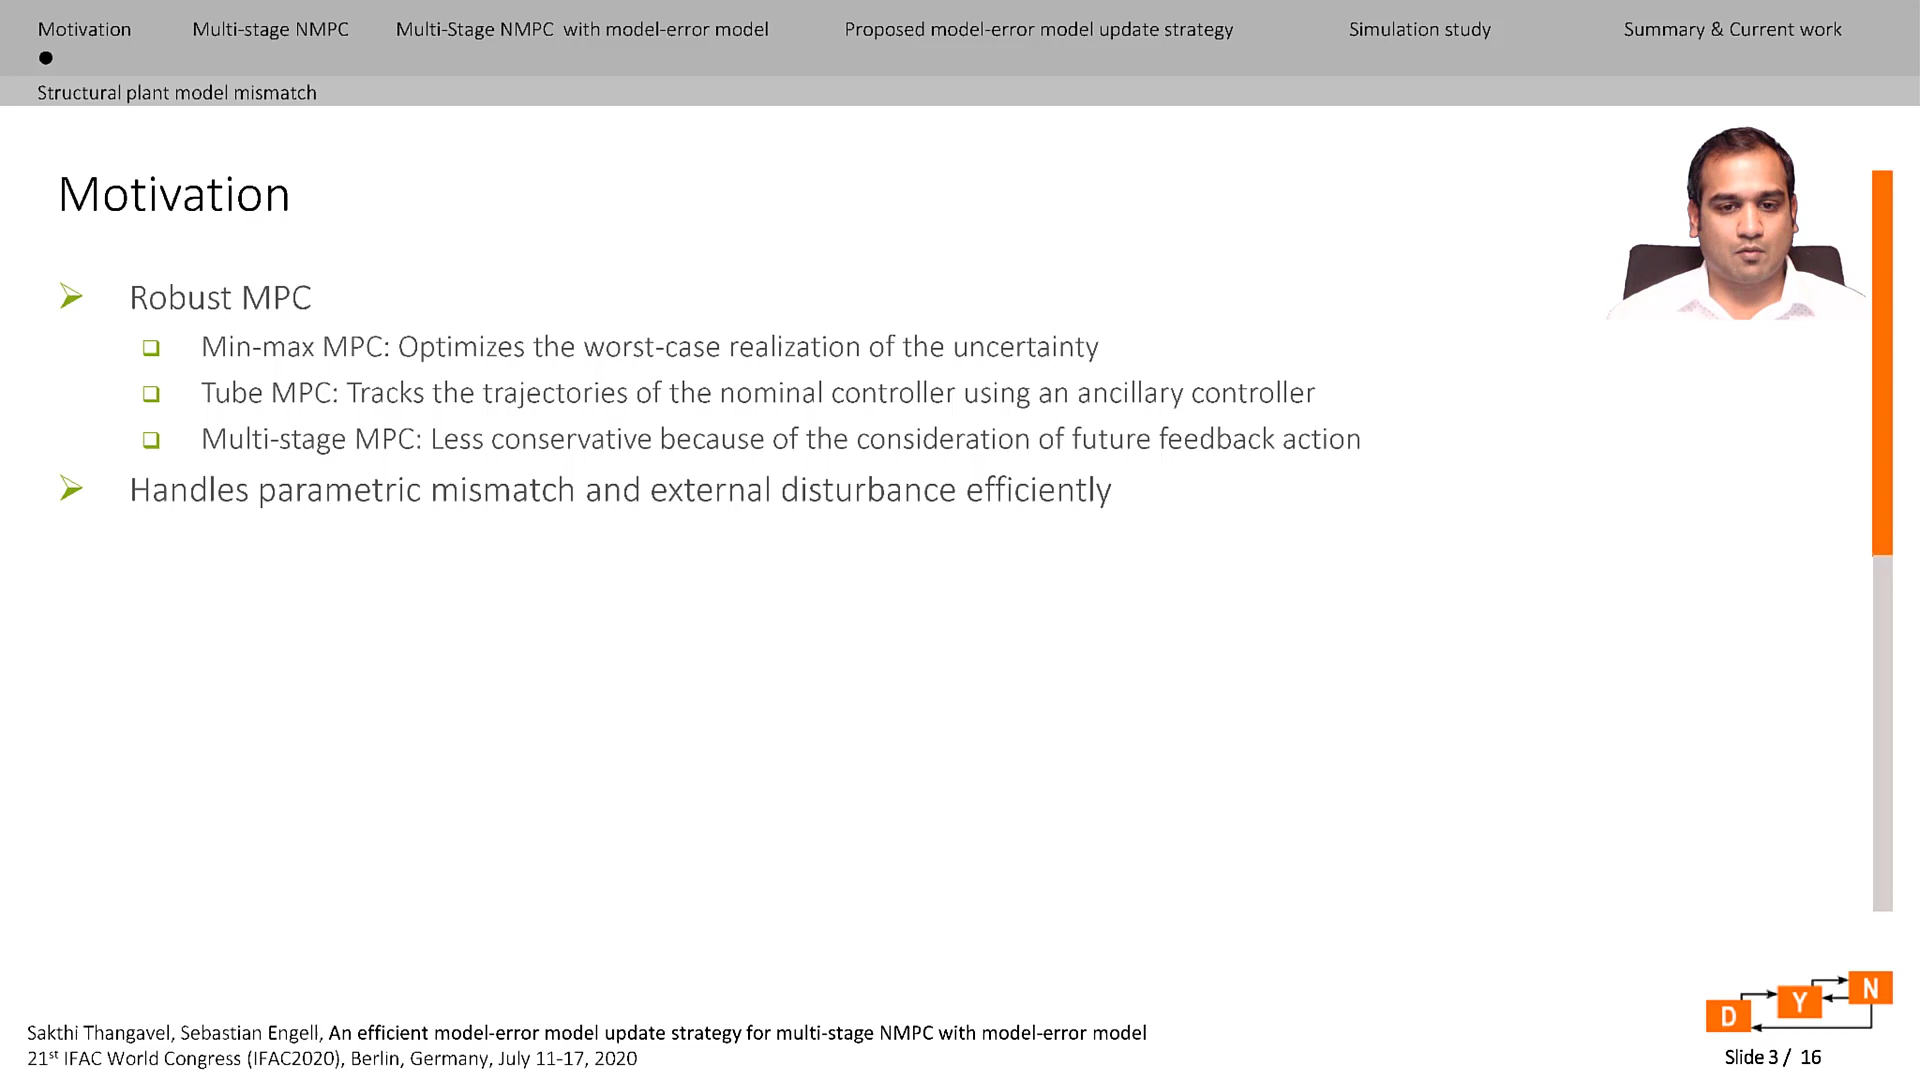 Motivation
Multi-stage NMPC
Multi-Stage NMPC with model-error model
Proposed model-error model update strategy
Simulation study
Summary & Current work
Structural plant model mismatch
Motivation
Robust MPC
Min-max MPC: Optimizes the worst-case realization of the uncertainty
Tube MPC: Tracks the trajectories of the nominal controller using an ancillary controller
Multi-stage MPC: Less conservative because of the consideration of future feedback action
Handles parametric mismatch and external disturbance efficiently
D Y N
Sakthi Thangavel, Sebastian Engell, An efficient model-error model update strategy for multi-stage NMPC with model-error model
21st IFAC World Congress (IFAC2020), Berlin, Germany, July 11-17, 2020
Slide 3 / 16